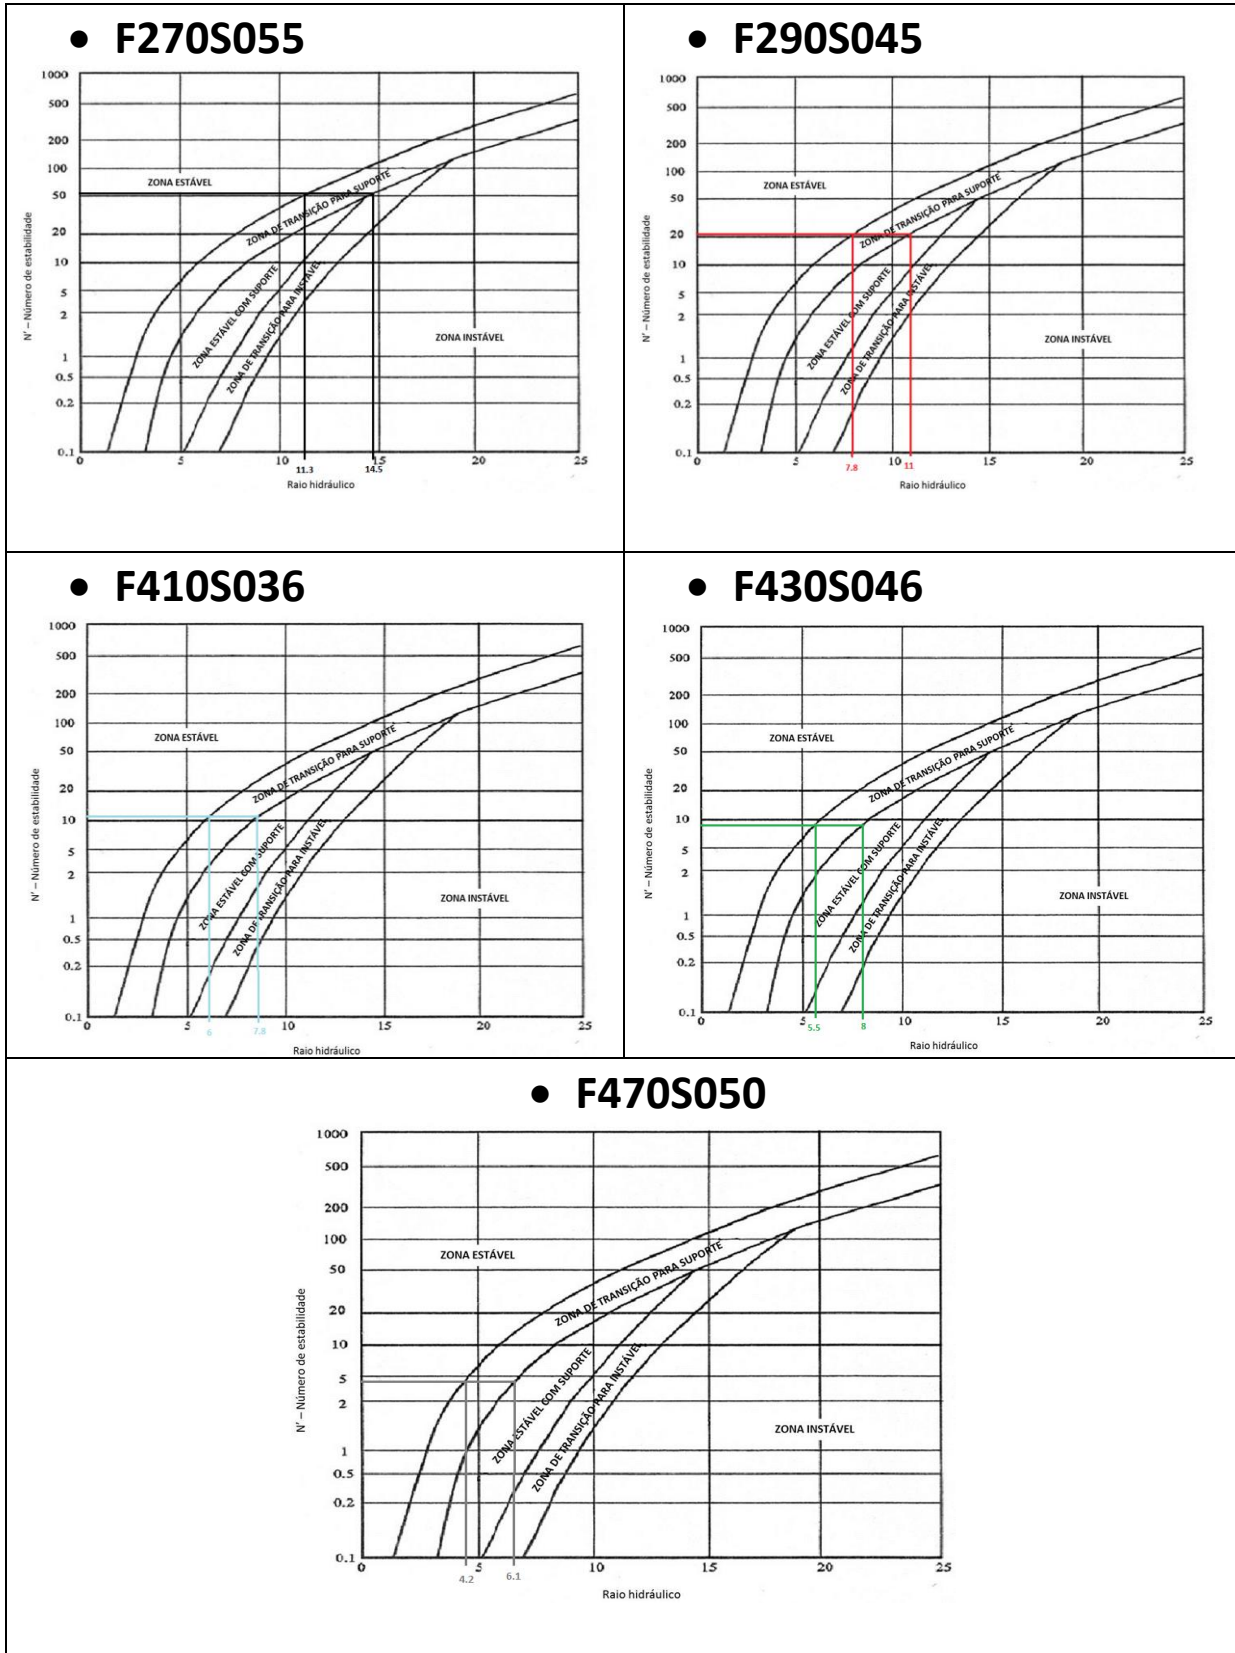 • F270S055
1000
500
200
100
50
20
10
5
2
1
0.5
0.2
0.1
N' – Número de estabilidade
ZONA ESTÁVEL
ZONA DE TRANSIÇÃO PARA SUPORTE
ZONA ESTÁVEL COM SUPORTE
ZONA DE TRANSIÇÃO PARA INSTÁVEL
ZONA INSTÁVEL
0 5 10 15 20 25
11.3 14.5
Raio hidráulico
• F290S045
1000
500
200
100
50
20
10
5
2
1
0.5
0.2
0.1
N' – Número de estabilidade
ZONA ESTÁVEL
ZONA DE TRANSIÇÃO PARA SUPORTE
ZONA ESTÁVEL COM SUPORTE
ZONA DE TRANSIÇÃO PARA INSTÁVEL
ZONA INSTÁVEL
0 5 10 15 20 25
7.8 11
Raio hidráulico
• F410S036
1000
500
200
100
50
20
10
5
2
1
0.5
0.2
0.1
N' – Número de estabilidade
ZONA ESTÁVEL
ZONA DE TRANSIÇÃO PARA SUPORTE
ZONA ESTÁVEL COM SUPORTE
ZONA DE TRANSIÇÃO PARA INSTÁVEL
ZONA INSTÁVEL
0 5 10 15 20 25
6 7.8
Raio hidráulico
• F430S046
1000
500
200
100
50
20
10
5
2
1
0.5
0.2
0.1
N' – Número de estabilidade
ZONA ESTÁVEL
ZONA DE TRANSIÇÃO PARA SUPORTE
ZONA ESTÁVEL COM SUPORTE
ZONA DE TRANSIÇÃO PARA INSTÁVEL
ZONA INSTÁVEL
0 5 10 15 20 25
5.5 8
Raio hidráulico
• F470S050
1000
500
200
100
50
20
10
5
2
1
0.5
0.2
0.1
N' – Número de estabilidade
ZONA ESTÁVEL
ZONA DE TRANSIÇÃO PARA SUPORTE
ZONA ESTÁVEL COM SUPORTE
ZONA DE TRANSIÇÃO PARA INSTÁVEL
ZONA INSTÁVEL
0 5 10 15 20 25
4.2 6.1
Raio hidráulico